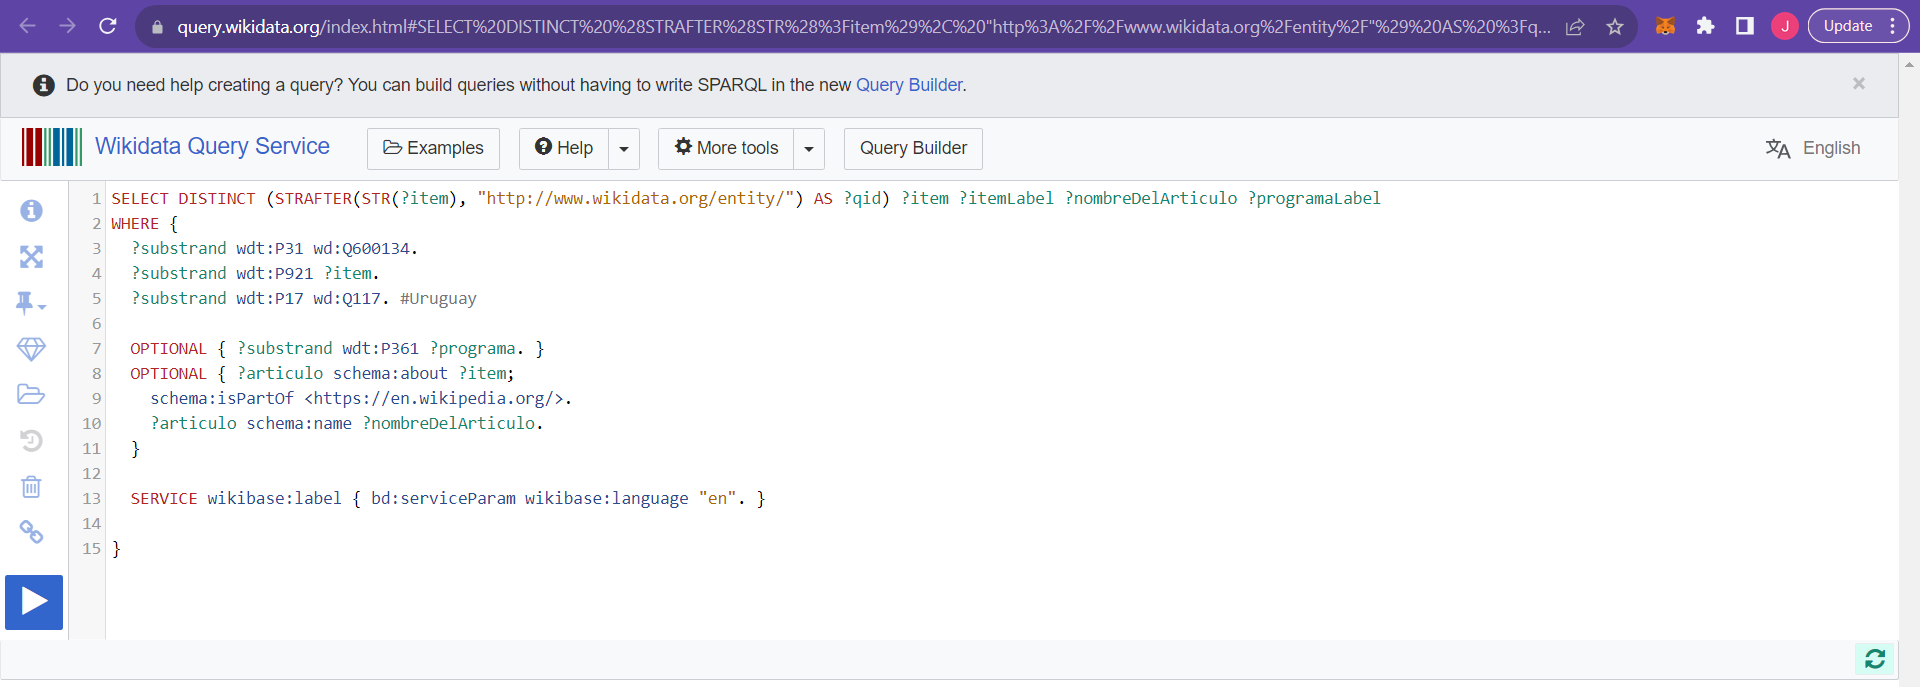 query.wikidata.org/index.html#SELECT%20DISTINCT%20%28STRAFTER%28STR%28%3Fitem%29%2C%20"http%3A%2F%2Fwww.wikidata.org%2Fentity%2F"%29%20AS%20%3Fq...
J
Update
Do you need help creating a query? You can build queries without having to write SPARQL in the new Query Builder.
Wikidata Query Service
Examples
Help
More tools
Query Builder
English
1 SELECT DISTINCT (STRAFTER(STR(?item), "http://www.wikidata.org/entity/") AS ?qid) ?item ?itemLabel ?nombreDelArticulo ?programaLabel
2 WHERE {
3 ?substrand wdt:P31 wd:Q600134.
4 ?substrand wdt:P921 ?item.
5 ?substrand wdt:P17 wd:Q117. #Uruguay
6
7 OPTIONAL { ?substrand wdt:P361 ?programa. }
8 OPTIONAL { ?articulo schema:about ?item;
9 schema:isPartOf <https://en.wikipedia.org/>.
10 ?articulo schema:name ?nombreDelArticulo.
11 }
12
13 SERVICE wikibase:label { bd:serviceParam wikibase:language "en". }
14
15 }